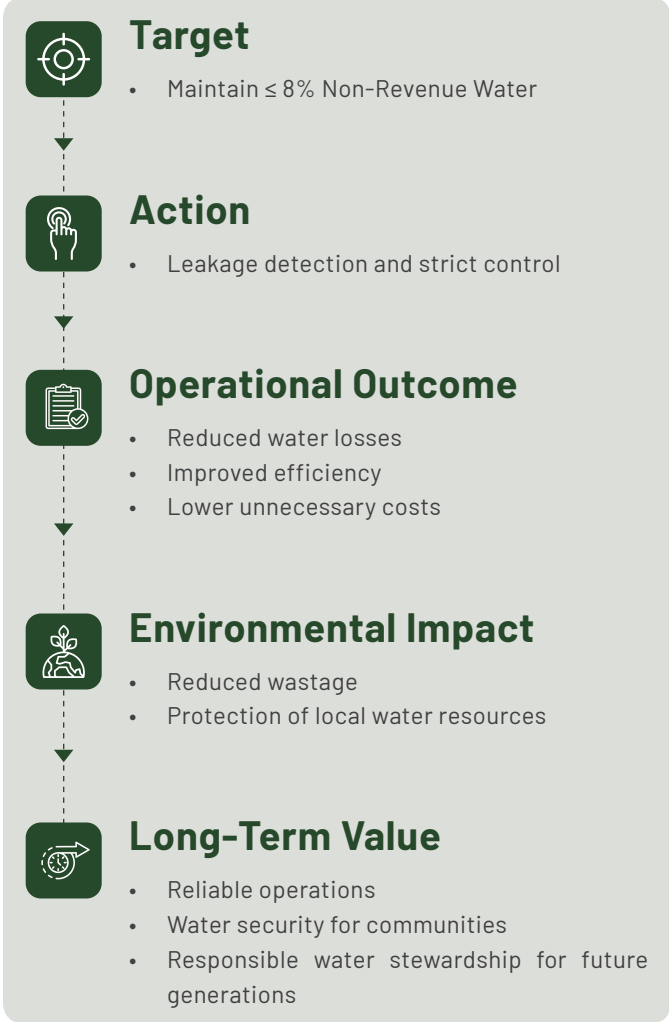 Target
• Maintain ≤ 8% Non-Revenue Water
Action
• Leakage detection and strict control
Operational Outcome
• Reduced water losses
• Improved efficiency
• Lower unnecessary costs
Environmental Impact
• Reduced wastage
• Protection of local water resources
Long-Term Value
• Reliable operations
• Water security for communities
• Responsible water stewardship for future
generations